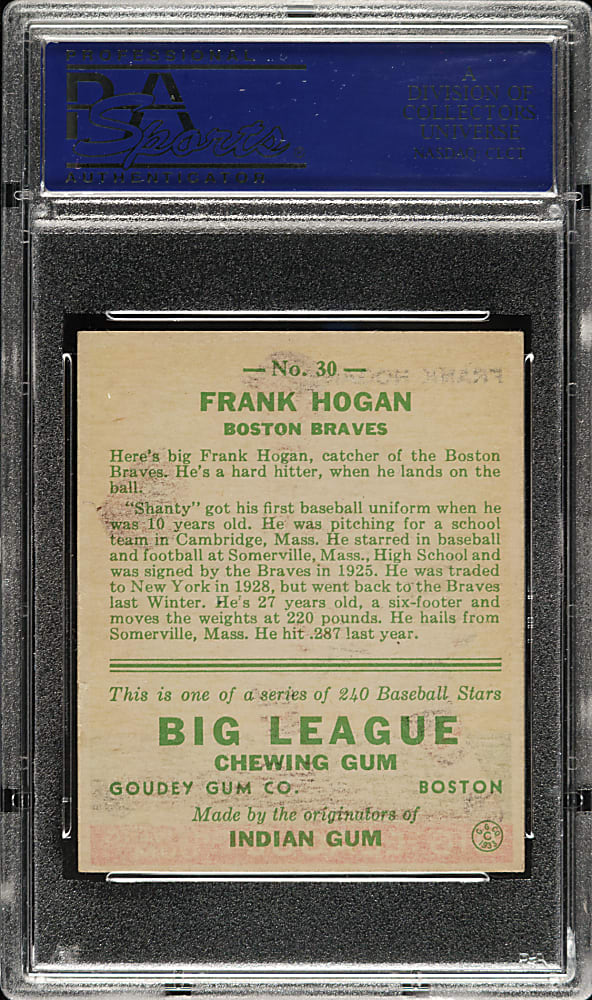 PROFESSIONAL
PSA
Sports
AUTHENTICATOR
A
DIVISION OF
COLLECTORS
UNIVERSE
NASDAQ: CLCT
— No. 30 —
FRANK HOGAN
BOSTON BRAVES
Here's big Frank Hogan, catcher of the Boston
Braves. He's a hard hitter, when he lands on the
ball.
"Shanty" got his first baseball uniform when he
was 10 years old. He was pitching for a school
team in Cambridge, Mass. He starred in baseball
and football at Somerville, Mass., High School and
was signed by the Braves in 1925. He was traded
to New York in 1928, but went back to the Braves
last Winter. He's 27 years old, a six-footer and
moves the weights at 220 pounds. He hails from
Somerville, Mass. He hit .287 last year.
This is one of a series of 240 Baseball Stars
BIG LEAGUE
CHEWING GUM
GOUDEY GUM CO. BOSTON
Made by the originators of
INDIAN GUM
G. G. CO.
C
1933
PSA